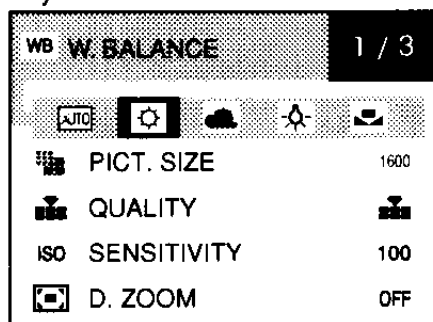 WB W. BALANCE 1 / 3
AUTO
PICT. SIZE 1600
QUALITY
ISO SENSITIVITY 100
D. ZOOM OFF